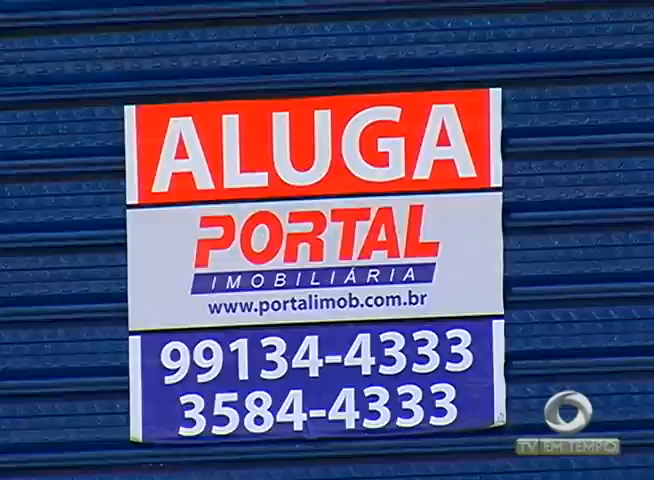 ALUGA
PORTAL
IMOBILIÁRIA
www.portalimob.com.br
99134-4333
3584-4333
TV EM TEMPO